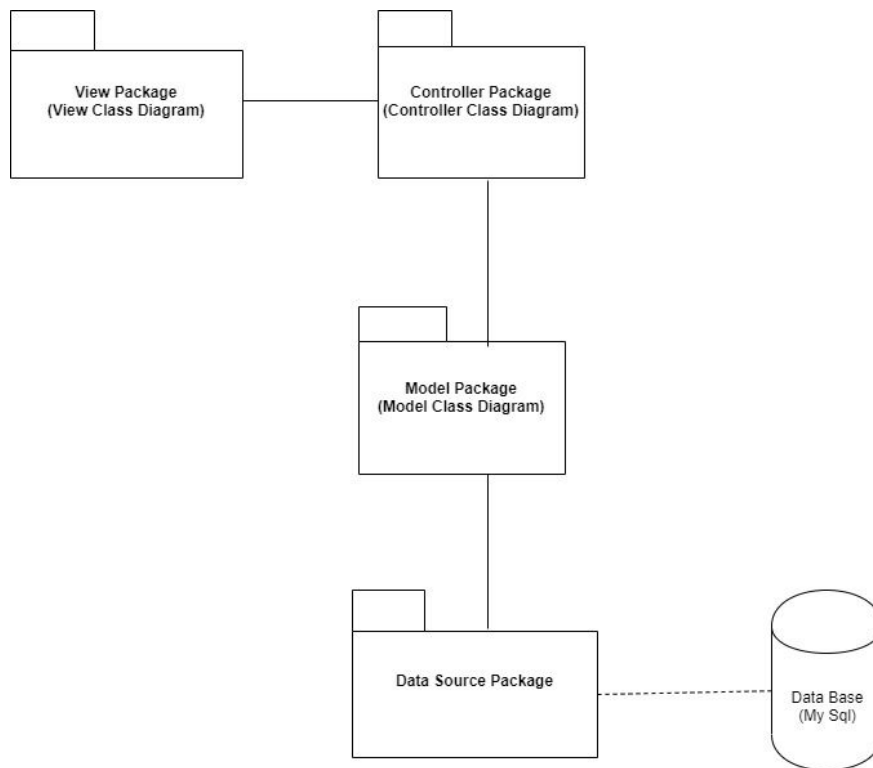 View Package
(View Class Diagram)
Controller Package
(Controller Class Diagram)
Model Package
(Model Class Diagram)
Data Source Package
Data Base
(My Sql)